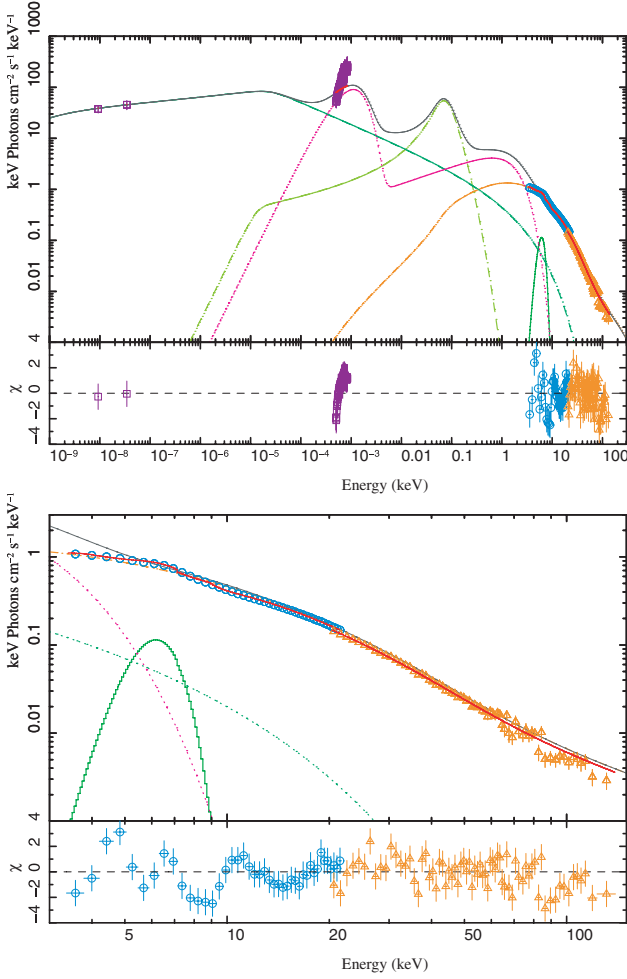 keV Photons cm⁻² s⁻¹ keV⁻¹
1000
100
10
1
0.1
0.01
4
χ
2
0
−2
−4
10⁻⁹ 10⁻⁸ 10⁻⁷ 10⁻⁶ 10⁻⁵ 10⁻⁴ 10⁻³ 0.01 0.1 1 10 100
Energy (keV)
keV Photons cm⁻² s⁻¹ keV⁻¹
1
0.1
0.01
4
χ
2
0
−2
−4
5 10 20 50 100
Energy (keV)